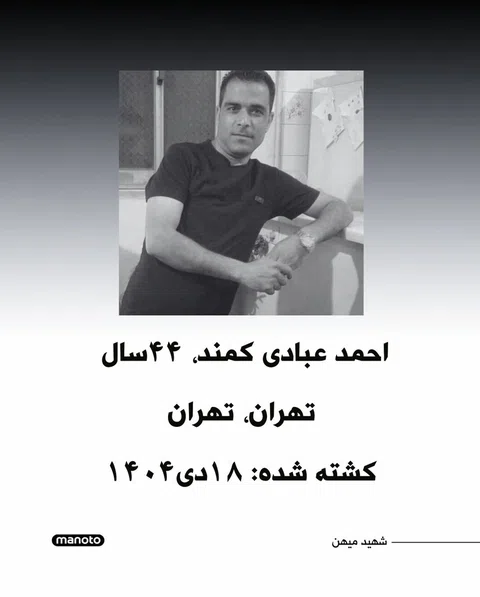 احمد عبادی کمند، ۴۴سال
تهران، تهران
کشته شده: ۱۸دی۱۴۰۴
شهید میهن
manoto